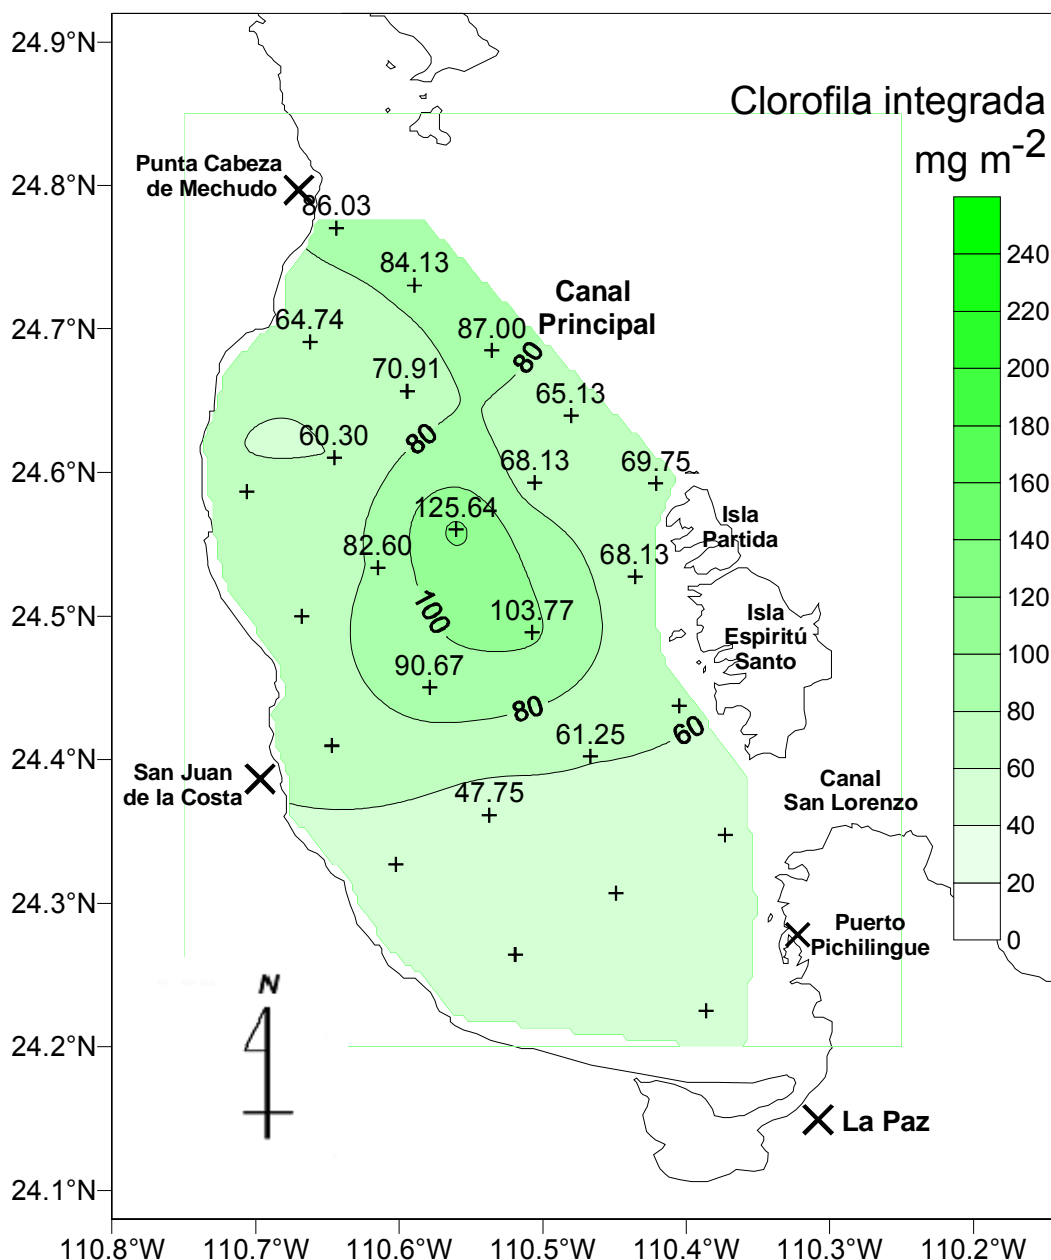 24.9°N
Clorofila integrada
mg m-2
Punta Cabeza
de Mechudo
24.8°N
86.03
84.13
240
Canal
Principal
220
24.7°N
64.74
87.00
80
200
70.91
65.13
180
80
60.30
68.13
69.75
24.6°N
160
125.64
Isla
Partida
140
82.60
68.13
120
24.5°N
100
103.77
Isla
Espiritú
Santo
100
90.67
80
80
60
61.25
24.4°N
San Juan
de la Costa
60
Canal
San Lorenzo
47.75
40
24.3°N
20
Puerto
Pichilingue
0
N
24.2°N
La Paz
24.1°N
110.8°W
110.7°W
110.6°W
110.5°W
110.4°W
110.3°W
110.2°W